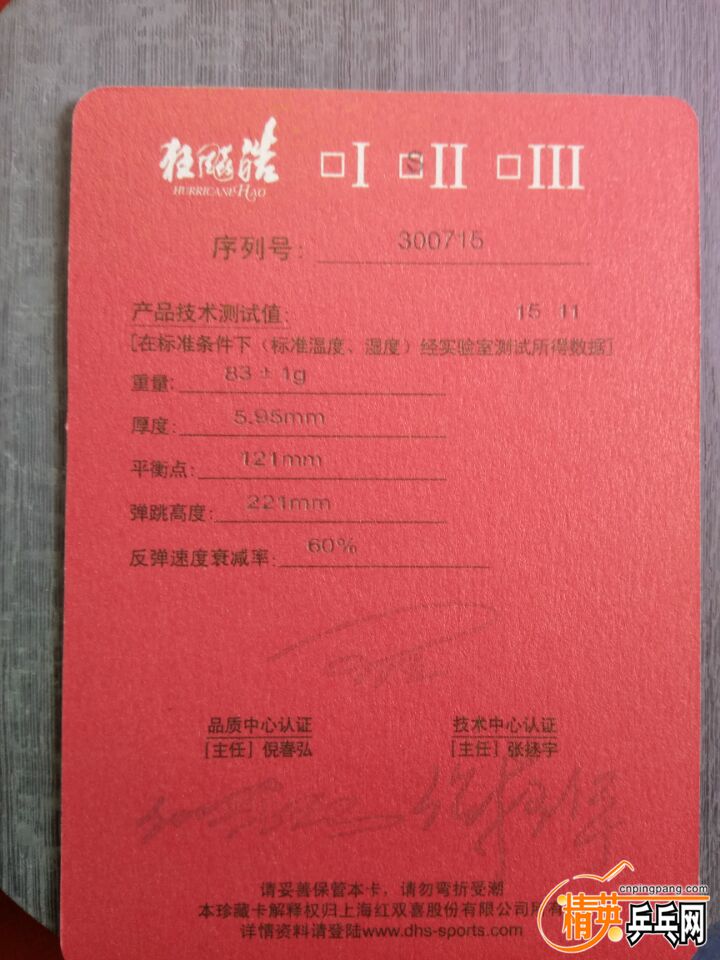 狂飚皓 □I □S II □III
HURRICANE HAO
序列号: 300715
产品技术测试值: 15 11
[在标准条件下（标准温度、湿度）经实验室测试所得数据]
重量: 83 ± 1g
厚度: 5.95mm
平衡点: 121mm
弹跳高度: 221mm
反弹速度衰减率: 60%
品质中心认证 技术中心认证
[主任] 倪春弘 [主任] 张拯宇
请妥善保管本卡，请勿弯折受潮
本珍藏卡解释权归上海红双喜股份有限公司所有
详情资料请登陆www.dhs-sports.com
cnpingpang.com
精英乒乓网